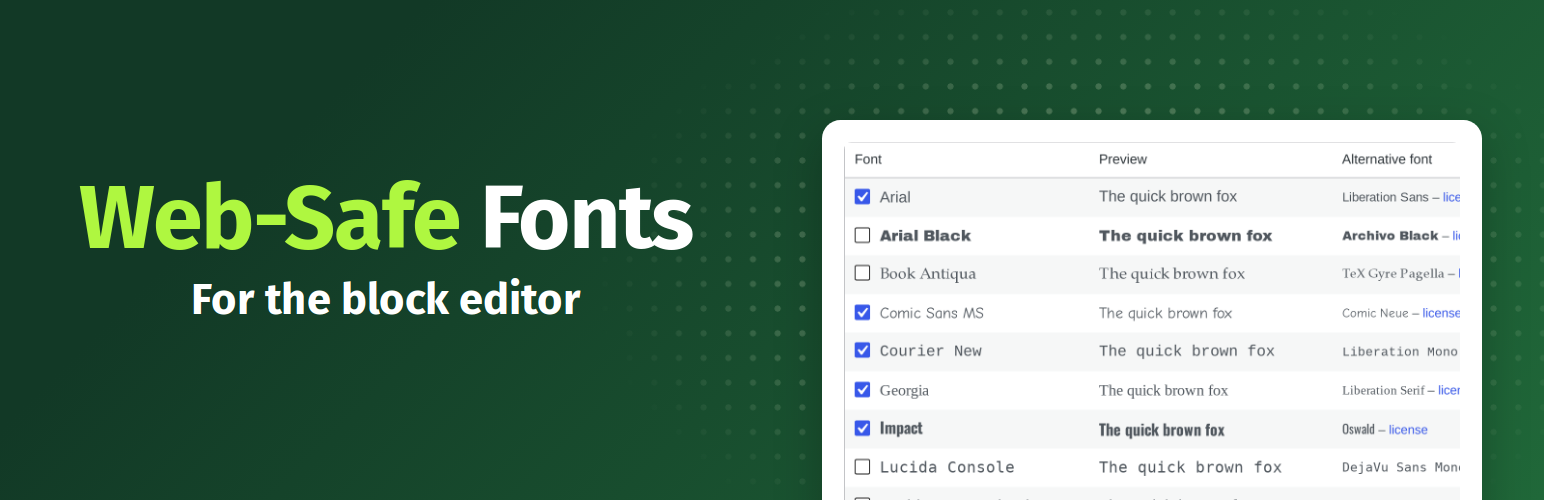 Web-Safe Fonts
For the block editor
Font Preview Alternative font
Arial The quick brown fox Liberation Sans – lice
Arial Black The quick brown fox Archivo Black – li
Book Antiqua The quick brown fox TeX Gyre Pagella –
Comic Sans MS The quick brown fox Comic Neue – license
Courier New The quick brown fox Liberation Mono
Georgia The quick brown fox Liberation Serif – licen
Impact The quick brown fox Oswald – license
Lucida Console The quick brown fox DejaVu Sans Mono